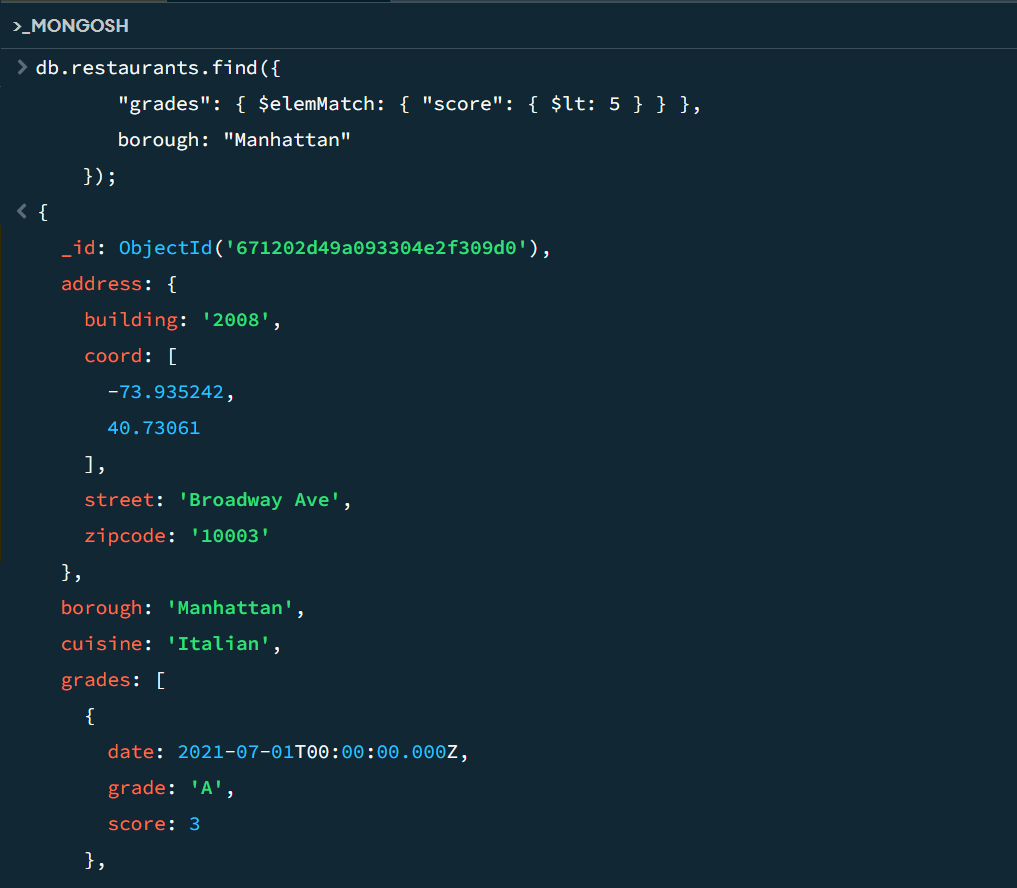 >_MONGOSH
> db.restaurants.find({
"grades": { $elemMatch: { "score": { $lt: 5 } } },
borough: "Manhattan"
});
< {
_id: ObjectId('671202d49a093304e2f309d0'),
address: {
building: '2008',
coord: [
-73.935242,
40.73061
],
street: 'Broadway Ave',
zipcode: '10003'
},
borough: 'Manhattan',
cuisine: 'Italian',
grades: [
{
date: 2021-07-01T00:00:00.000Z,
grade: 'A',
score: 3
},